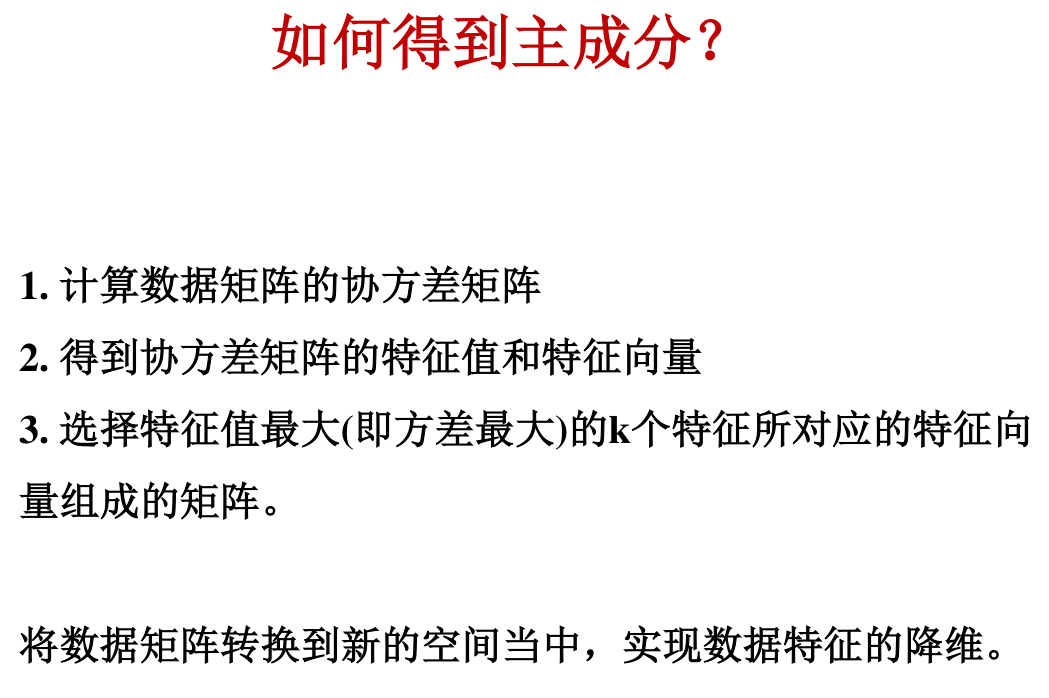 如何得到主成分?
1. 计算数据矩阵的协方差矩阵
2. 得到协方差矩阵的特征值和特征向量
3. 选择特征值最大(即方差最大)的k个特征所对应的特征向
量组成的矩阵。
将数据矩阵转换到新的空间当中，实现数据特征的降维。